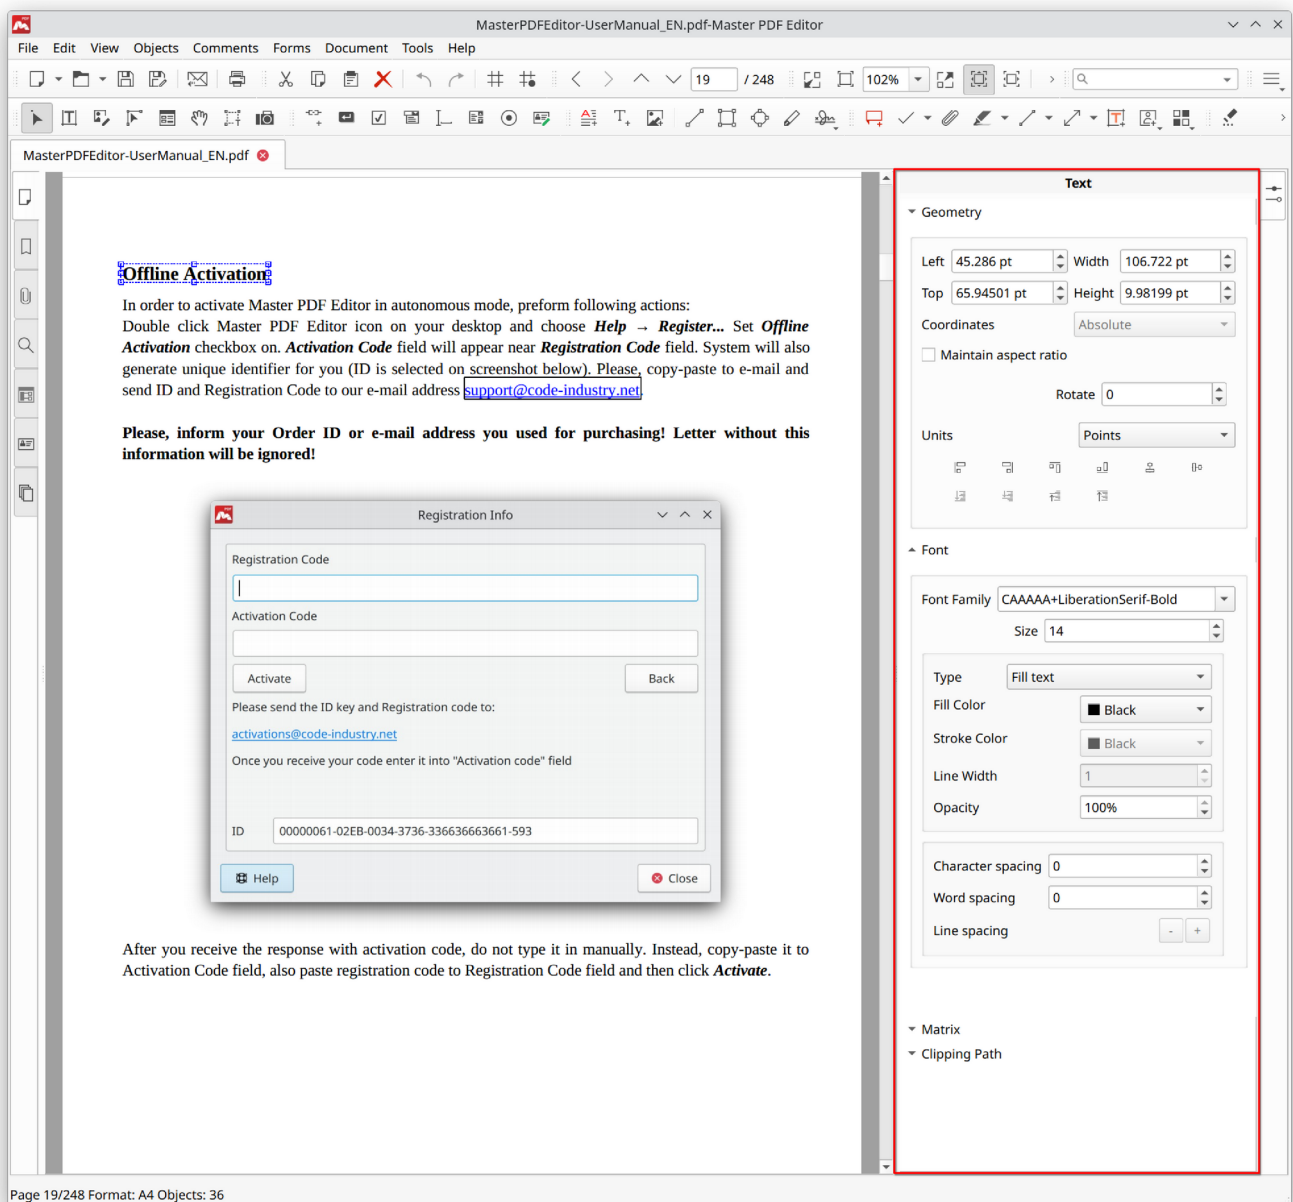 MasterPDFEditor-UserManual_EN.pdf-Master PDF Editor
File Edit View Objects Comments Forms Document Tools Help
19 / 248 102%
MasterPDFEditor-UserManual_EN.pdf
Offline Activation
In order to activate Master PDF Editor in autonomous mode, preform following actions:
Double click Master PDF Editor icon on your desktop and choose Help → Register... Set Offline
Activation checkbox on. Activation Code field will appear near Registration Code field. System will also
generate unique identifier for you (ID is selected on screenshot below). Please, copy-paste to e-mail and
send ID and Registration Code to our e-mail address support@code-industry.net.
Please, inform your Order ID or e-mail address you used for purchasing! Letter without this
information will be ignored!
Registration Info
Registration Code
Activation Code
Activate Back
Please send the ID key and Registration code to:
activations@code-industry.net
Once you receive your code enter it into "Activation code" field
ID 00000061-02EB-0034-3736-336636663661-593
Help Close
After you receive the response with activation code, do not type it in manually. Instead, copy-paste it to
Activation Code field, also paste registration code to Registration Code field and then click Activate.
Text
Geometry
Left 45.286 pt Width 106.722 pt
Top 65.94501 pt Height 9.98199 pt
Coordinates Absolute
Maintain aspect ratio
Rotate 0
Units Points
Font
Font Family CAAAAA+LiberationSerif-Bold
Size 14
Type Fill text
Fill Color Black
Stroke Color Black
Line Width 1
Opacity 100%
Character spacing 0
Word spacing 0
Line spacing - +
Matrix
Clipping Path
Page 19/248 Format: A4 Objects: 36